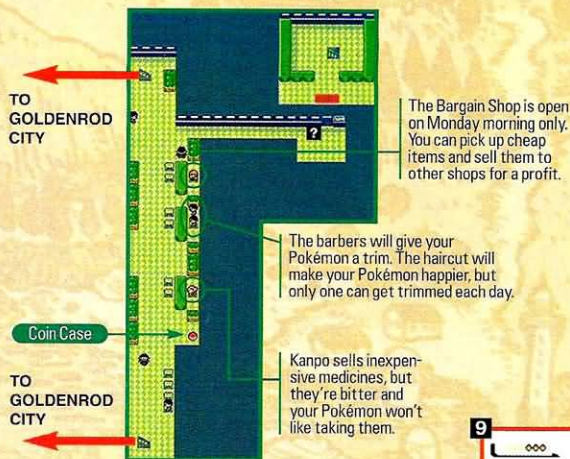 TO
GOLDENROD
CITY
?
The Bargain Shop is open
on Monday morning only.
You can pick up cheap
items and sell them to
other shops for a profit.
The barbers will give your
Pokémon a trim. The haircut will
make your Pokémon happier, but
only one can get trimmed each day.
Coin Case
Kanpo sells inexpen-
sive medicines, but
they're bitter and
your Pokémon won't
like taking them.
TO
GOLDENROD
CITY
9